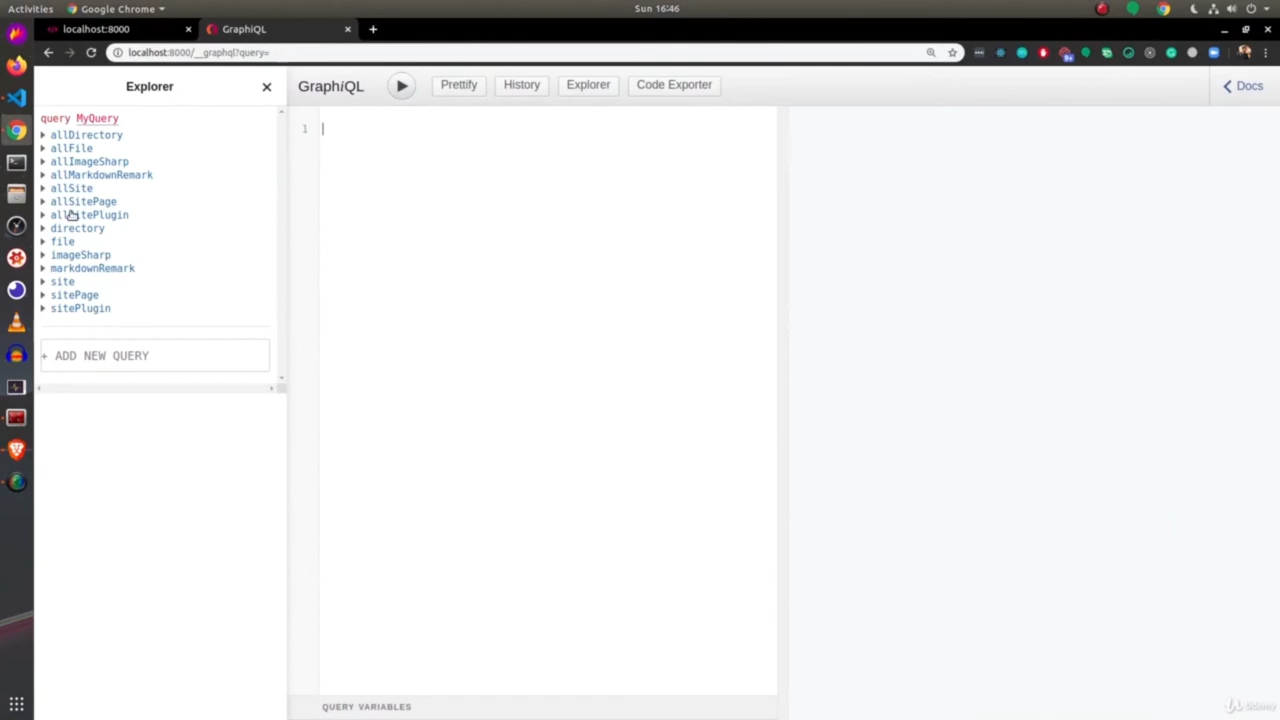 Activities
Google Chrome
Sun 16:46
localhost:8000
GraphiQL
localhost:8000/__graphql?query=
Explorer
GraphiQL
Prettify
History
Explorer
Code Exporter
Docs
query MyQuery
allDirectory
allFile
allImageSharp
allMarkdownRemark
allSite
allSitePage
allSitePlugin
directory
file
imageSharp
markdownRemark
site
sitePage
sitePlugin
+ ADD NEW QUERY
1
QUERY VARIABLES
Udemy